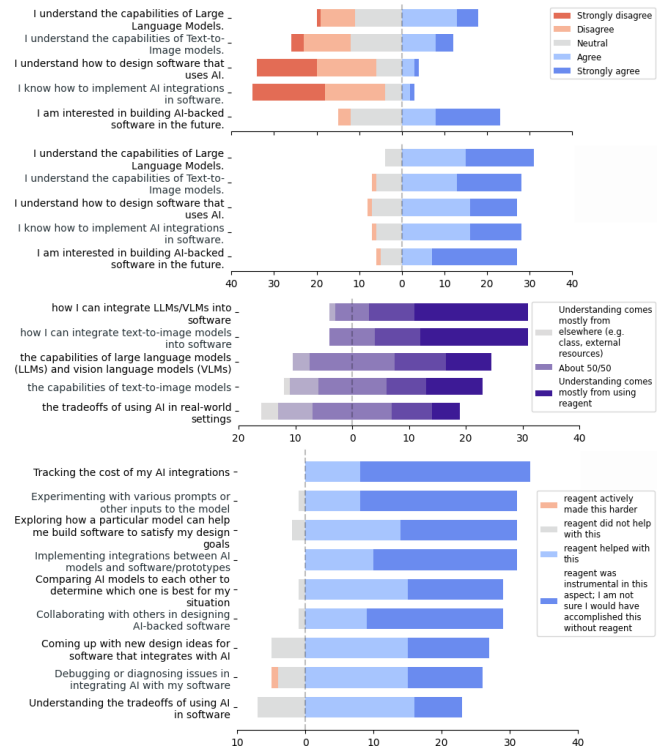 I understand the capabilities of Large
Language Models.
I understand the capabilities of Text-to-
Image models.
I understand how to design software that
uses AI.
I know how to implement AI integrations
in software.
I am interested in building AI-backed
software in the future.
Strongly disagree
Disagree
Neutral
Agree
Strongly agree
40 30 20 10 0 10 20 30 40
I understand the capabilities of Large
Language Models.
I understand the capabilities of Text-to-
Image models.
I understand how to design software that
uses AI.
I know how to implement AI integrations
in software.
I am interested in building AI-backed
software in the future.
40 30 20 10 0 10 20 30 40
how I can integrate LLMs/VLMs into
software
how I can integrate text-to-image models
into software
the capabilities of large language models
(LLMs) and vision language models (VLMs)
the capabilities of text-to-image models
the tradeoffs of using AI in real-world
settings
Understanding comes
mostly from
elsewhere (e.g.
class, external
resources)
About 50/50
Understanding comes
mostly from using
reagent
20 10 0 10 20 30 40
Tracking the cost of my AI integrations
Experimenting with various prompts or
other inputs to the model
Exploring how a particular model can help
me build software to satisfy my design
goals
Implementing integrations between AI
models and software/prototypes
Comparing AI models to each other to
determine which one is best for my
situation
Collaborating with others in designing
AI-backed software
Coming up with new design ideas for
software that integrates with AI
Debugging or diagnosing issues in
integrating AI with my software
Understanding the tradeoffs of using AI
in software
reagent actively
made this harder
reagent did not help
with this
reagent helped with
this
reagent was
instrumental in this
aspect; I am not
sure I would have
accomplished this
without reagent
10 0 10 20 30 40